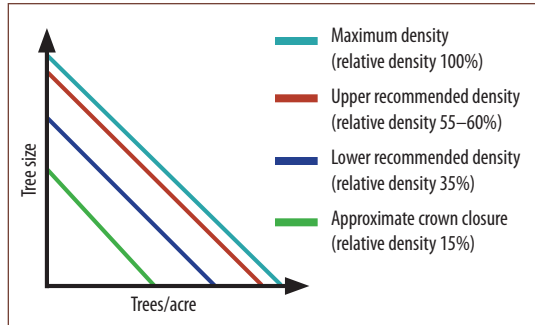 Maximum density
(relative density 100%)
Upper recommended density
(relative density 55–60%)
Lower recommended density
(relative density 35%)
Approximate crown closure
(relative density 15%)
Tree size
Trees/acre